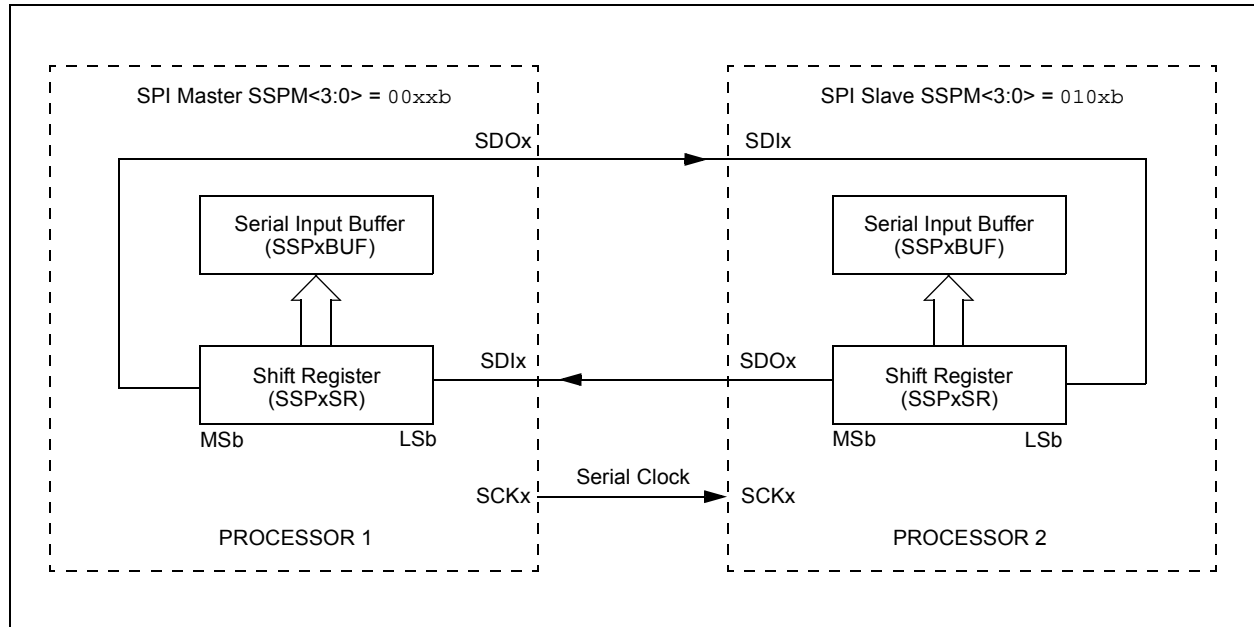 SPI Master SSPM<3:0> = 00xxb
SPI Slave SSPM<3:0> = 010xb
SDOx
SDIx
Serial Input Buffer
(SSPxBUF)
Serial Input Buffer
(SSPxBUF)
SDIx
SDOx
Shift Register
(SSPxSR)
Shift Register
(SSPxSR)
MSb
LSb
MSb
LSb
Serial Clock
SCKx
SCKx
PROCESSOR 1
PROCESSOR 2